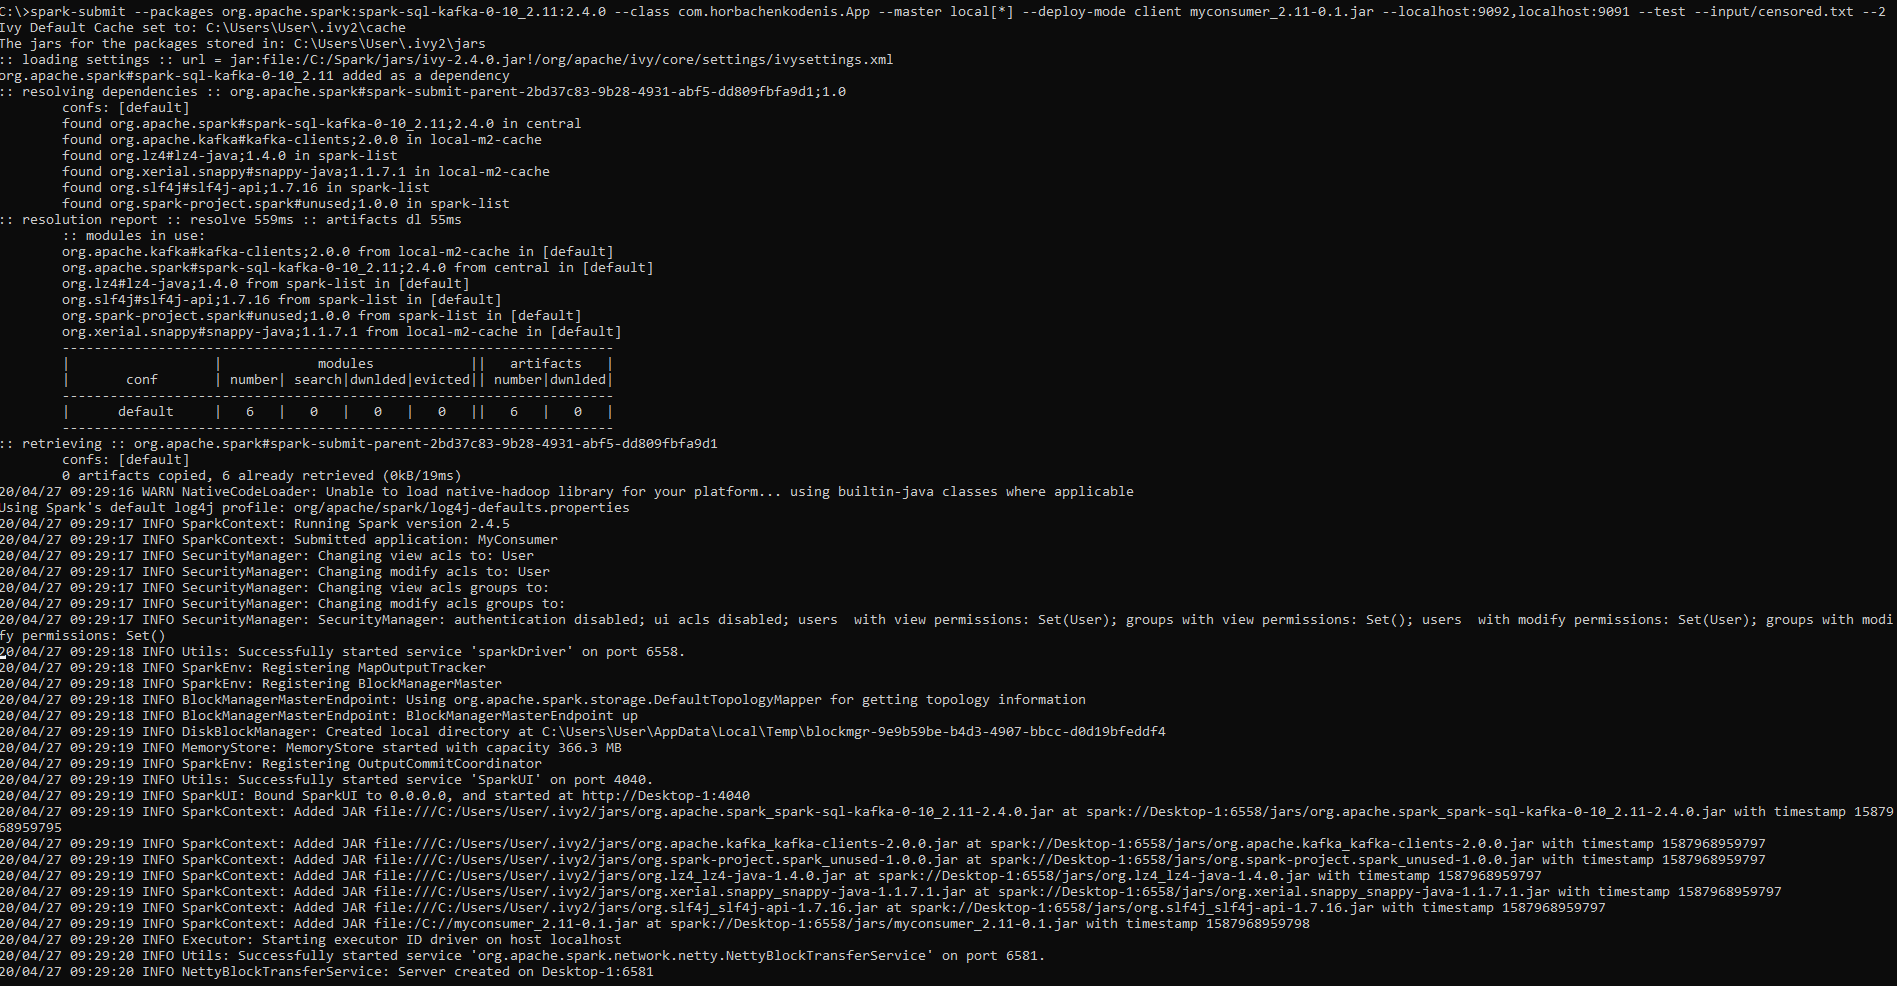 C:\>spark-submit --packages org.apache.spark:spark-sql-kafka-0-10_2.11:2.4.0 --class com.horbachenkodenis.App --master local[*] --deploy-mode client myconsumer_2.11-0.1.jar --localhost:9092,localhost:9091 --test --input/censored.txt --2
Ivy Default Cache set to: C:\Users\User\.ivy2\cache
The jars for the packages stored in: C:\Users\User\.ivy2\jars
:: loading settings :: url = jar:file:/C:/Spark/jars/ivy-2.4.0.jar!/org/apache/ivy/core/settings/ivysettings.xml
org.apache.spark#spark-sql-kafka-0-10_2.11 added as a dependency
:: resolving dependencies :: org.apache.spark#spark-submit-parent-2bd37c83-9b28-4931-abf5-dd809fbfa9d1;1.0
confs: [default]
found org.apache.spark#spark-sql-kafka-0-10_2.11;2.4.0 in central
found org.apache.kafka#kafka-clients;2.0.0 in local-m2-cache
found org.lz4#lz4-java;1.4.0 in spark-list
found org.xerial.snappy#snappy-java;1.1.7.1 in local-m2-cache
found org.slf4j#slf4j-api;1.7.16 in spark-list
found org.spark-project.spark#unused;1.0.0 in spark-list
:: resolution report :: resolve 559ms :: artifacts dl 55ms
:: modules in use:
org.apache.kafka#kafka-clients;2.0.0 from local-m2-cache in [default]
org.apache.spark#spark-sql-kafka-0-10_2.11;2.4.0 from central in [default]
org.lz4#lz4-java;1.4.0 from spark-list in [default]
org.slf4j#slf4j-api;1.7.16 from spark-list in [default]
org.spark-project.spark#unused;1.0.0 from spark-list in [default]
org.xerial.snappy#snappy-java;1.1.7.1 from local-m2-cache in [default]
---------------------------------------------------------------------
|                  |            modules            ||   artifacts   |
|       conf       | number| search|dwnlded|evicted|| number|dwnlded|
---------------------------------------------------------------------
|      default     |   6   |   0   |   0   |   0   ||   6   |   0   |
---------------------------------------------------------------------
:: retrieving :: org.apache.spark#spark-submit-parent-2bd37c83-9b28-4931-abf5-dd809fbfa9d1
confs: [default]
0 artifacts copied, 6 already retrieved (0kB/19ms)
20/04/27 09:29:16 WARN NativeCodeLoader: Unable to load native-hadoop library for your platform... using builtin-java classes where applicable
Using Spark's default log4j profile: org/apache/spark/log4j-defaults.properties
20/04/27 09:29:17 INFO SparkContext: Running Spark version 2.4.5
20/04/27 09:29:17 INFO SparkContext: Submitted application: MyConsumer
20/04/27 09:29:17 INFO SecurityManager: Changing view acls to: User
20/04/27 09:29:17 INFO SecurityManager: Changing modify acls to: User
20/04/27 09:29:17 INFO SecurityManager: Changing view acls groups to:
20/04/27 09:29:17 INFO SecurityManager: Changing modify acls groups to:
20/04/27 09:29:17 INFO SecurityManager: SecurityManager: authentication disabled; ui acls disabled; users  with view permissions: Set(User); groups with view permissions: Set(); users  with modify permissions: Set(User); groups with modi
fy permissions: Set()
20/04/27 09:29:18 INFO Utils: Successfully started service 'sparkDriver' on port 6558.
20/04/27 09:29:18 INFO SparkEnv: Registering MapOutputTracker
20/04/27 09:29:18 INFO SparkEnv: Registering BlockManagerMaster
20/04/27 09:29:18 INFO BlockManagerMasterEndpoint: Using org.apache.spark.storage.DefaultTopologyMapper for getting topology information
20/04/27 09:29:18 INFO BlockManagerMasterEndpoint: BlockManagerMasterEndpoint up
20/04/27 09:29:19 INFO DiskBlockManager: Created local directory at C:\Users\User\AppData\Local\Temp\blockmgr-9e9b59be-b4d3-4907-bbcc-d0d19bfeddf4
20/04/27 09:29:19 INFO MemoryStore: MemoryStore started with capacity 366.3 MB
20/04/27 09:29:19 INFO SparkEnv: Registering OutputCommitCoordinator
20/04/27 09:29:19 INFO Utils: Successfully started service 'SparkUI' on port 4040.
20/04/27 09:29:19 INFO SparkUI: Bound SparkUI to 0.0.0.0, and started at http://Desktop-1:4040
20/04/27 09:29:19 INFO SparkContext: Added JAR file:///C:/Users/User/.ivy2/jars/org.apache.spark_spark-sql-kafka-0-10_2.11-2.4.0.jar at spark://Desktop-1:6558/jars/org.apache.spark_spark-sql-kafka-0-10_2.11-2.4.0.jar with timestamp 15879
68959795
20/04/27 09:29:19 INFO SparkContext: Added JAR file:///C:/Users/User/.ivy2/jars/org.apache.kafka_kafka-clients-2.0.0.jar at spark://Desktop-1:6558/jars/org.apache.kafka_kafka-clients-2.0.0.jar with timestamp 1587968959797
20/04/27 09:29:19 INFO SparkContext: Added JAR file:///C:/Users/User/.ivy2/jars/org.spark-project.spark_unused-1.0.0.jar at spark://Desktop-1:6558/jars/org.spark-project.spark_unused-1.0.0.jar with timestamp 1587968959797
20/04/27 09:29:19 INFO SparkContext: Added JAR file:///C:/Users/User/.ivy2/jars/org.lz4_lz4-java-1.4.0.jar at spark://Desktop-1:6558/jars/org.lz4_lz4-java-1.4.0.jar with timestamp 1587968959797
20/04/27 09:29:19 INFO SparkContext: Added JAR file:///C:/Users/User/.ivy2/jars/org.xerial.snappy_snappy-java-1.1.7.1.jar at spark://Desktop-1:6558/jars/org.xerial.snappy_snappy-java-1.1.7.1.jar with timestamp 1587968959797
20/04/27 09:29:19 INFO SparkContext: Added JAR file:///C:/Users/User/.ivy2/jars/org.slf4j_slf4j-api-1.7.16.jar at spark://Desktop-1:6558/jars/org.slf4j_slf4j-api-1.7.16.jar with timestamp 1587968959797
20/04/27 09:29:19 INFO SparkContext: Added JAR file:/C://myconsumer_2.11-0.1.jar at spark://Desktop-1:6558/jars/myconsumer_2.11-0.1.jar with timestamp 1587968959798
20/04/27 09:29:20 INFO Executor: Starting executor ID driver on host localhost
20/04/27 09:29:20 INFO Utils: Successfully started service 'org.apache.spark.network.netty.NettyBlockTransferService' on port 6581.
20/04/27 09:29:20 INFO NettyBlockTransferService: Server created on Desktop-1:6581